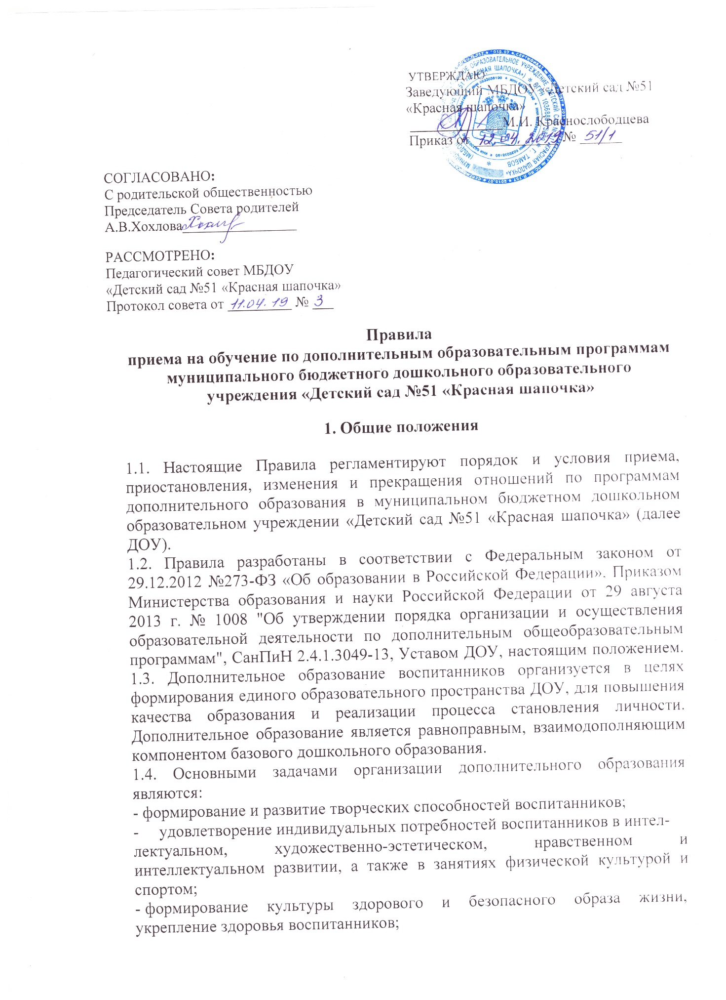 УТВЕРЖДАЮ
Заведующий МБДОУ «Детский сад №51
«Красная шапочка»
М.И. Краснослободцева
Приказ от 12.04.2019 № 51/1
СОГЛАСОВАНО:
С родительской общественностью
Председатель Совета родителей
А.В.Хохлова
РАССМОТРЕНО:
Педагогический совет МБДОУ
«Детский сад №51 «Красная шапочка»
Протокол совета от 11.04.19 № 3
Правила
приема на обучение по дополнительным образовательным программам
муниципального бюджетного дошкольного образовательного
учреждения «Детский сад №51 «Красная шапочка»
1. Общие положения
1.1. Настоящие Правила регламентируют порядок и условия приема,
приостановления, изменения и прекращения отношений по программам
дополнительного образования в муниципальном бюджетном дошкольном
образовательном учреждении «Детский сад №51 «Красная шапочка» (далее
ДОУ).
1.2. Правила разработаны в соответствии с Федеральным законом от
29.12.2012 №273-ФЗ «Об образовании в Российской Федерации». Приказом
Министерства образования и науки Российской Федерации от 29 августа
2013 г. № 1008 "Об утверждении порядка организации и осуществления
образовательной деятельности по дополнительным общеобразовательным
программам", СанПиН 2.4.1.3049-13, Уставом ДОУ, настоящим положением.
1.3. Дополнительное образование воспитанников организуется в целях
формирования единого образовательного пространства ДОУ, для повышения
качества образования и реализации процесса становления личности.
Дополнительное образование является равноправным, взаимодополняющим
компонентом базового дошкольного образования.
1.4. Основными задачами организации дополнительного образования
являются:
- формирование и развитие творческих способностей воспитанников;
- удовлетворение индивидуальных потребностей воспитанников в интел-
лектуальном, художественно-эстетическом, нравственном и
интеллектуальном развитии, а также в занятиях физической культурой и
спортом;
- формирование культуры здорового и безопасного образа жизни,
укрепление здоровья воспитанников;